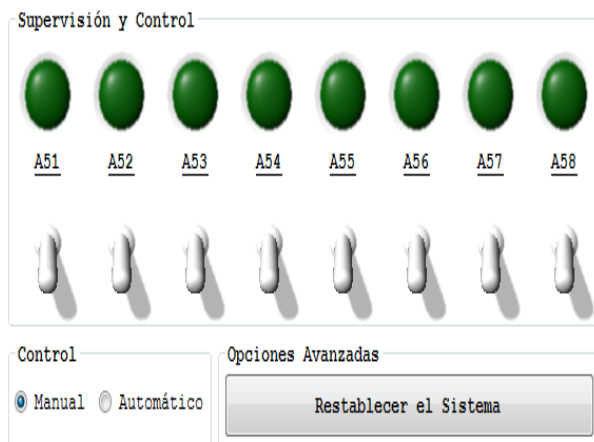 Supervisión y Control
A51 A52 A53 A54 A55 A56 A57 A58
Control
Manual Automático
Opciones Avanzadas
Restablecer el Sistema